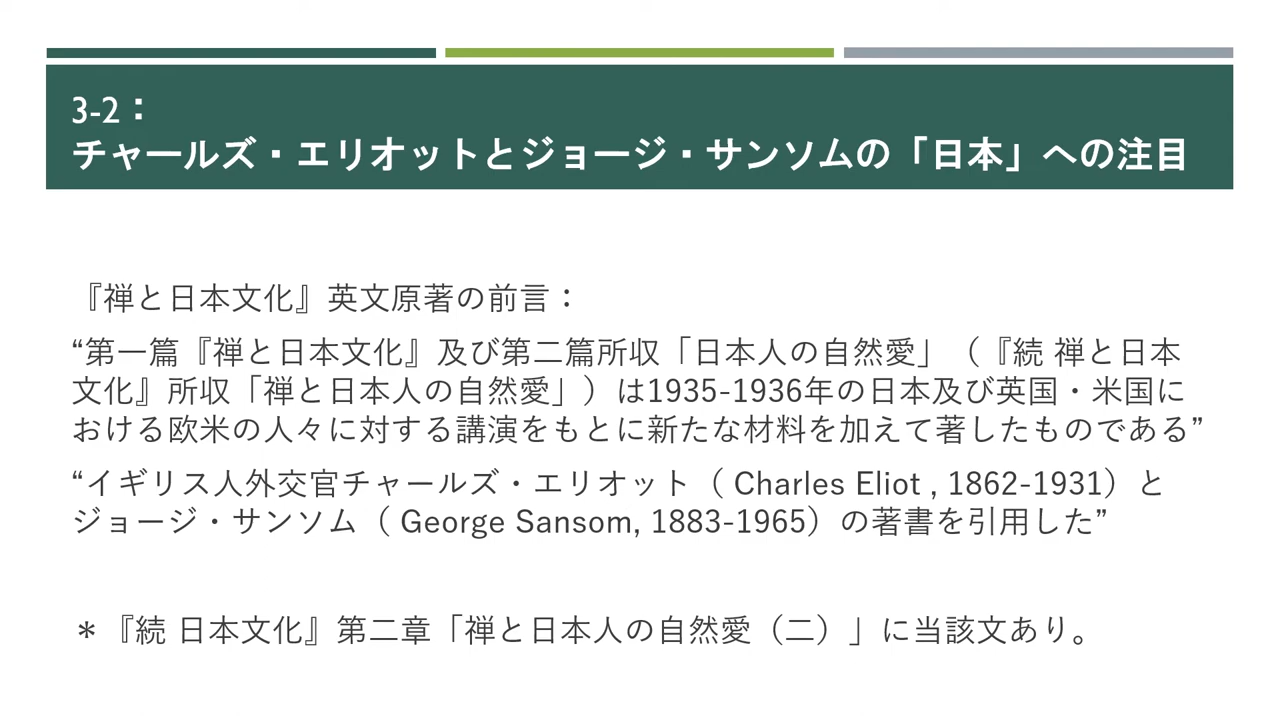 3-2：
チャールズ・エリオットとジョージ・サンソムの「日本」への注目
『禅と日本文化』英文原著の前言：
“第一篇『禅と日本文化』及び第二篇所収「日本人の自然愛」（『続 禅と日本
文化』所収「禅と日本人の自然愛」）は1935-1936年の日本及び英国・米国に
おける欧米の人々に対する講演をもとに新たな材料を加えて著したものである”
“イギリス人外交官チャールズ・エリオット（ Charles Eliot , 1862-1931）と
ジョージ・サンソム（ George Sansom, 1883-1965）の著書を引用した”
＊『続 日本文化』第二章「禅と日本人の自然愛（二）」に当該文あり。